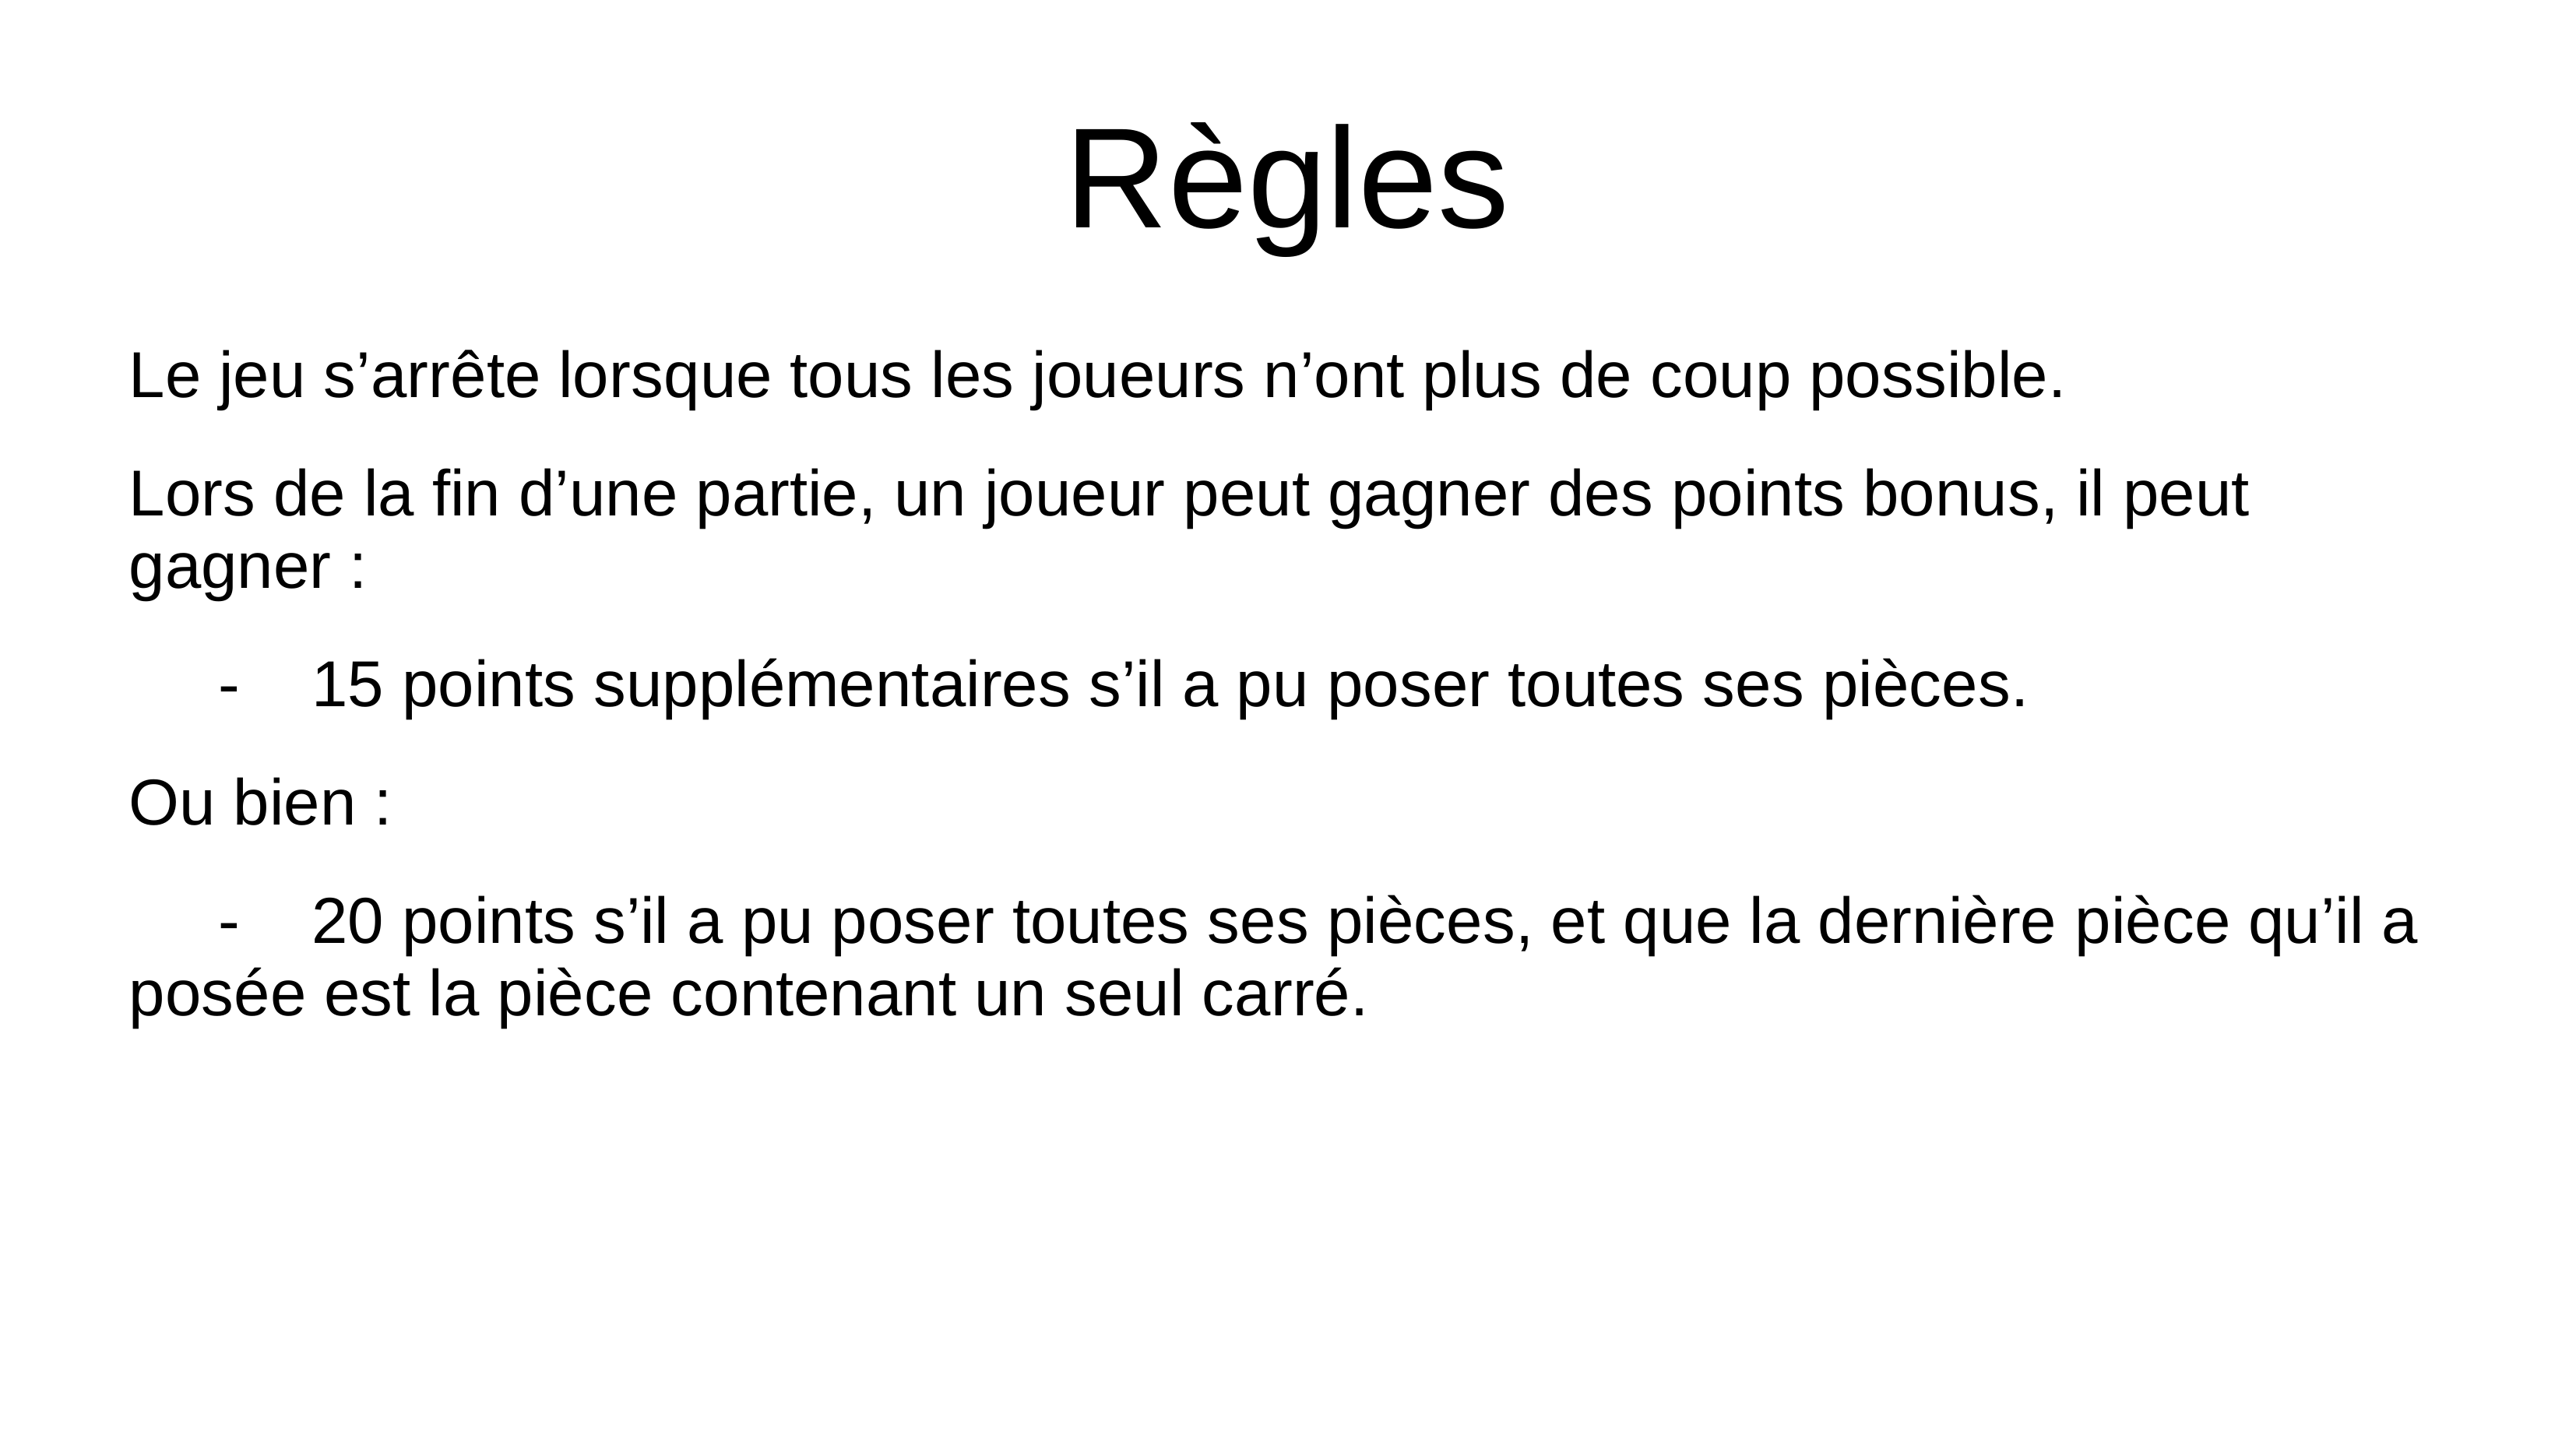 Règles
Le jeu s’arrête lorsque tous les joueurs n’ont plus de coup possible.
Lors de la fin d’une partie, un joueur peut gagner des points bonus, il peut
gagner :
- 15 points supplémentaires s’il a pu poser toutes ses pièces.
Ou bien :
- 20 points s’il a pu poser toutes ses pièces, et que la dernière pièce qu’il a
posée est la pièce contenant un seul carré.